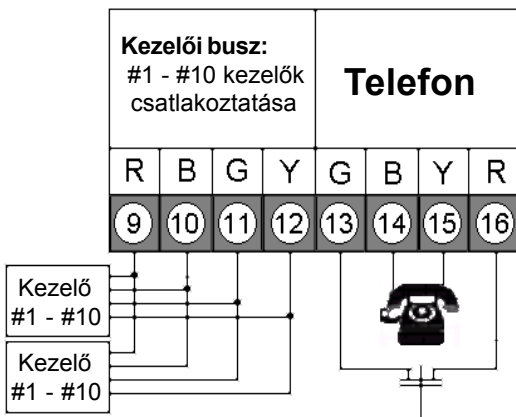 Kezelői busz:
#1 - #10 kezelők
csatlakoztatása
Telefon
R B G Y G B Y R
9 10 11 12 13 14 15 16
Kezelő
#1 - #10
Kezelő
#1 - #10